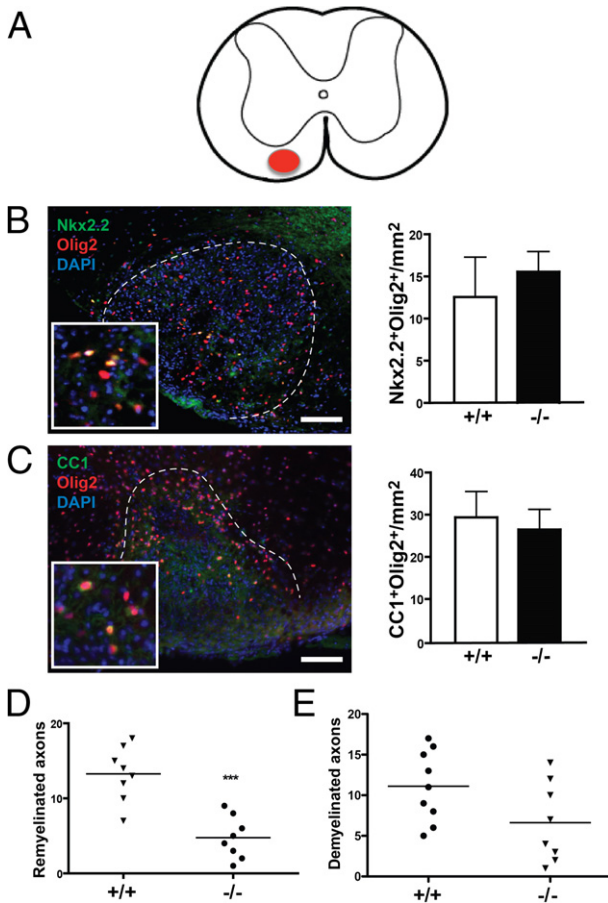 A
B
Nkx2.2
Olig2
DAPI
Nkx2.2⁺Olig2⁺/mm²
20
15
10
5
0
+/+
-/-
C
CC1
Olig2
DAPI
CC1⁺Olig2⁺/mm²
40
30
20
10
0
+/+
-/-
D
Remyelinated axons
20
10
0
***
+/+
-/-
E
Demyelinated axons
20
15
10
5
0
+/+
-/-